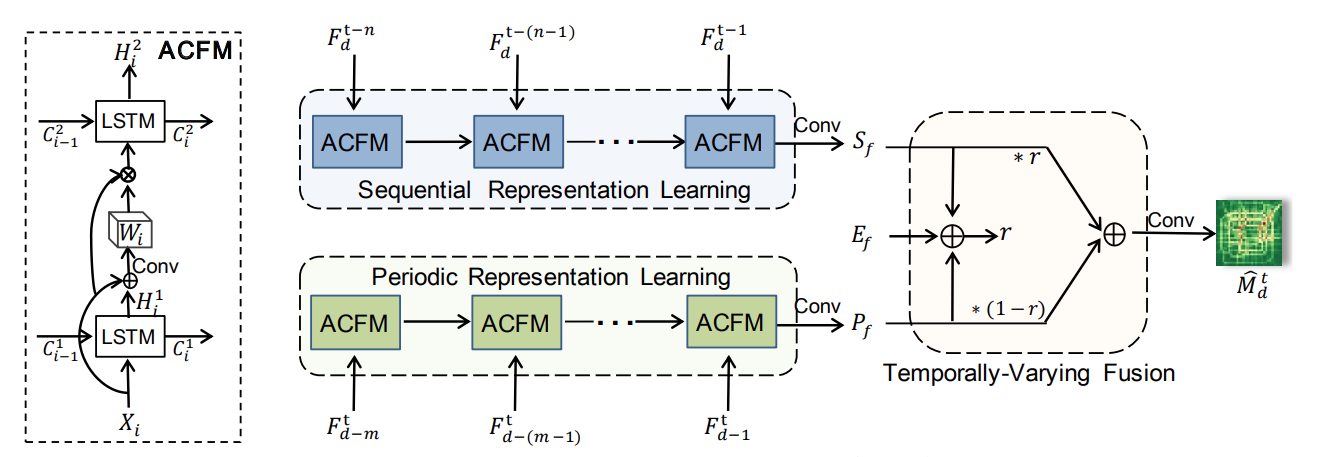 ACFM
H_i^2
C_{i-1}^2 LSTM C_i^2
⊗
W_i
Conv
⊕
H_i^1
C_{i-1}^1 LSTM C_i^1
X_i
F_d^{t-n} F_d^{t-(n-1)} F_d^{t-1}
ACFM ACFM ··· ACFM Conv S_f
Sequential Representation Learning
Periodic Representation Learning
ACFM ACFM ··· ACFM Conv P_f
F_{d-m}^t F_{d-(m-1)}^t F_{d-1}^t
* r
E_f ⊕ r ⊕ Conv
* (1-r)
\hat{M}_d^t
Temporally-Varying Fusion